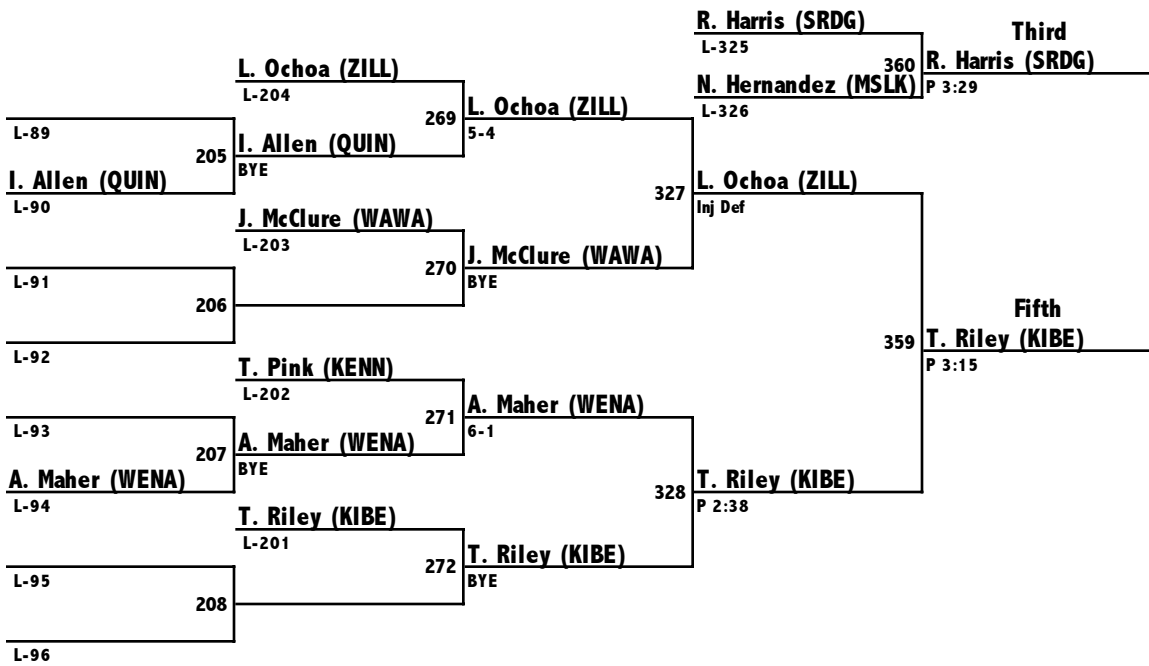 R. Harris (SRDG)
L-325
Third
360
R. Harris (SRDG)
P 3:29
N. Hernandez (MSLK)
L-326
L. Ochoa (ZILL)
L-204
269
L. Ochoa (ZILL)
5-4
L-89
205
I. Allen (QUIN)
BYE
I. Allen (QUIN)
L-90
327
L. Ochoa (ZILL)
Inj Def
J. McClure (WAWA)
L-203
270
J. McClure (WAWA)
BYE
L-91
206
L-92
Fifth
359
T. Riley (KIBE)
P 3:15
T. Pink (KENN)
L-202
271
A. Maher (WENA)
6-1
L-93
207
A. Maher (WENA)
BYE
A. Maher (WENA)
L-94
328
T. Riley (KIBE)
P 2:38
T. Riley (KIBE)
L-201
272
T. Riley (KIBE)
BYE
L-95
208
L-96